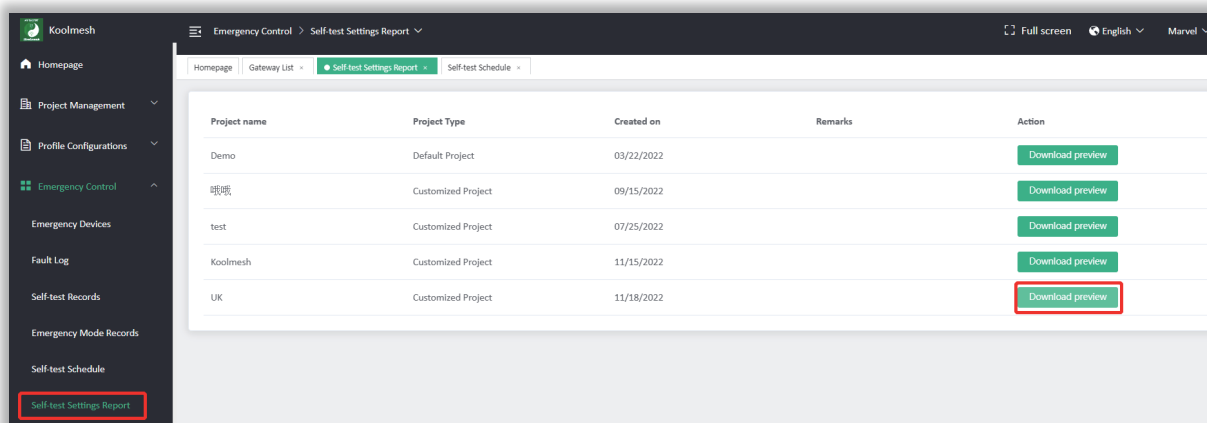 Koolmesh
Emergency Control > Self-test Settings Report
Full screen
English
Marvel
Homepage
Project Management
Profile Configurations
Emergency Control
Emergency Devices
Fault Log
Self-test Records
Emergency Mode Records
Self-test Schedule
Self-test Settings Report
Homepage
Gateway List ×
Self-test Settings Report ×
Self-test Schedule ×
Project name Project Type Created on Remarks Action
Demo Default Project 03/22/2022 Download preview
哦哦 Customized Project 09/15/2022 Download preview
test Customized Project 07/25/2022 Download preview
Koolmesh Customized Project 11/15/2022 Download preview
UK Customized Project 11/18/2022 Download preview